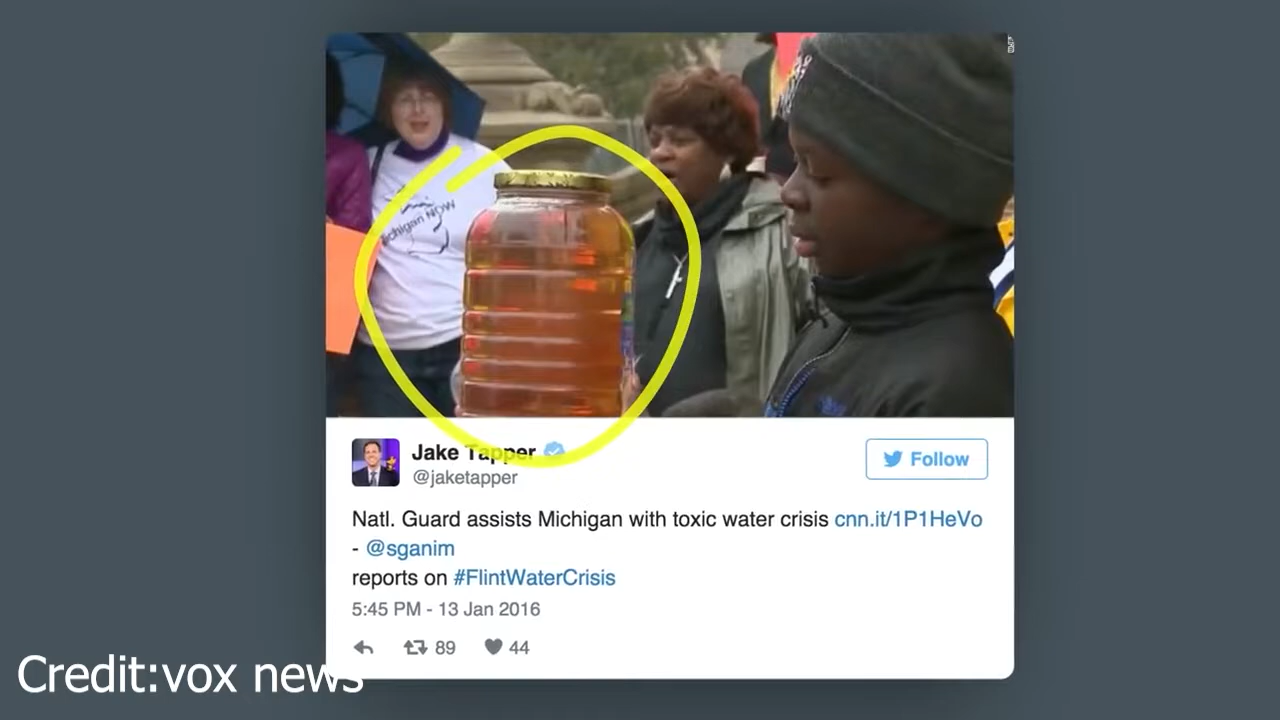 Michigan NOW
Jake Tapper
@jaketapper
Follow
Natl. Guard assists Michigan with toxic water crisis cnn.it/1P1HeVo
- @sganim
reports on #FlintWaterCrisis
5:45 PM - 13 Jan 2016
89 44
Credit:vox news